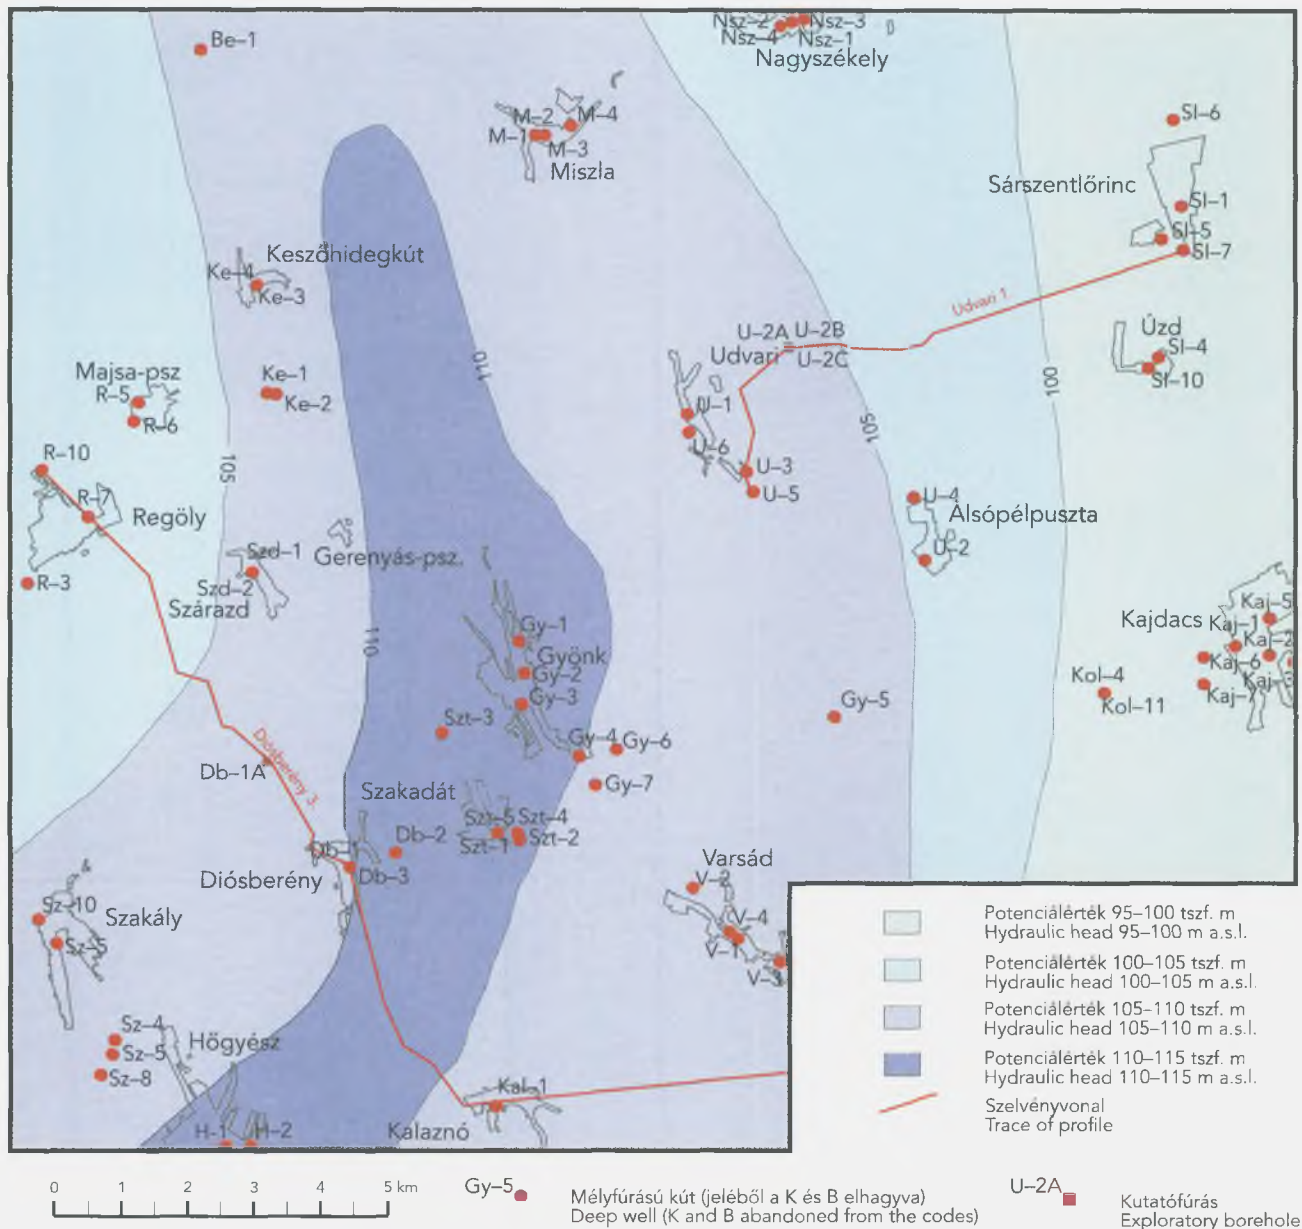 Be–1
Nsz–2
Nsz–3
Nsz–4
Nsz–1
Nagyszékely
M–2
M–4
M–1
M–3
Miszla
Sl–6
Sárszentlőrinc
Sl–1
Sl–5
Sl–7
Keszőhidegkút
Ke–4
Ke–3
Udvari 1
U–2A
U–2B
Udvari
U–2C
Úzd
Sl–4
Sl–10
110
101
105
Majsa-psz
R–5
R–6
Ke–1
Ke–2
U–1
U–6
U–3
U–5
R–10
105
R–7
Regöly
R–3
U–4
Alsópélpuszta
U–2
Gerenyás-psz.
Szd–1
Szd–2
Szárazd
110
Gy–1
Gyönk
Gy–2
Gy–3
Kajdacs
Kaj–5
Kaj–1
Kaj–2
Kaj–6
Kaj–7
Kaj–3
Kol–4
Kol–11
Szt–3
Gy–5
Gy–4
Gy–6
Gy–7
Diósberény 3.
Db–1A
Szakadát
Szt–5
Szt–4
Szt–1
Szt–2
Db–1
Db–2
Db–3
Diósberény
Varsád
V–2
V–4
V–1
V–3
Sz–10
Szakály
Sz–5
Sz–4
Sz–5
Sz–8
Högyész
H–1
H–2
Kal–1
Kalaznó
Potenciálérték 95–100 tszf. m
Hydraulic head 95–100 m a.s.l.
Potenciálérték 100–105 tszf. m
Hydraulic head 100–105 m a.s.l.
Potenciálérték 105–110 tszf. m
Hydraulic head 105–110 m a.s.l.
Potenciálérték 110–115 tszf. m
Hydraulic head 110–115 m a.s.l.
Szelvényvonal
Trace of profile
0 1 2 3 4 5 km
Gy–5
Mélyfúrású kút (jeléből a K és B elhagyva)
Deep well (K and B abandoned from the codes)
U–2A
Kutatófúrás
Exploratory borehole